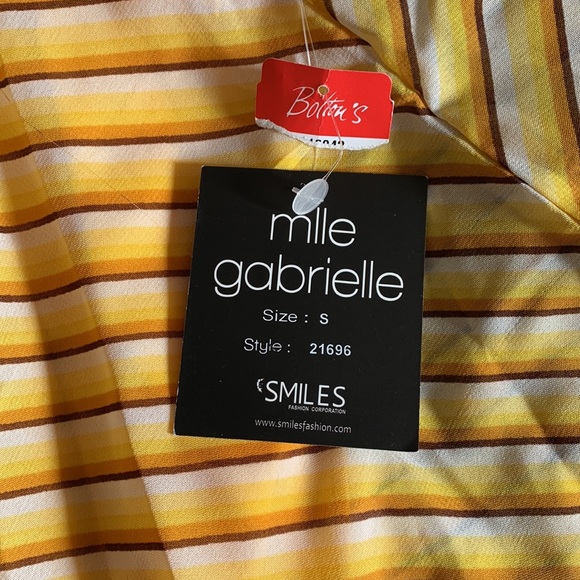 Bolton's
mlle
gabrielle
Size : S
Style : 21696
SMILES
FASHION CORPORATION
www.smilesfashion.com